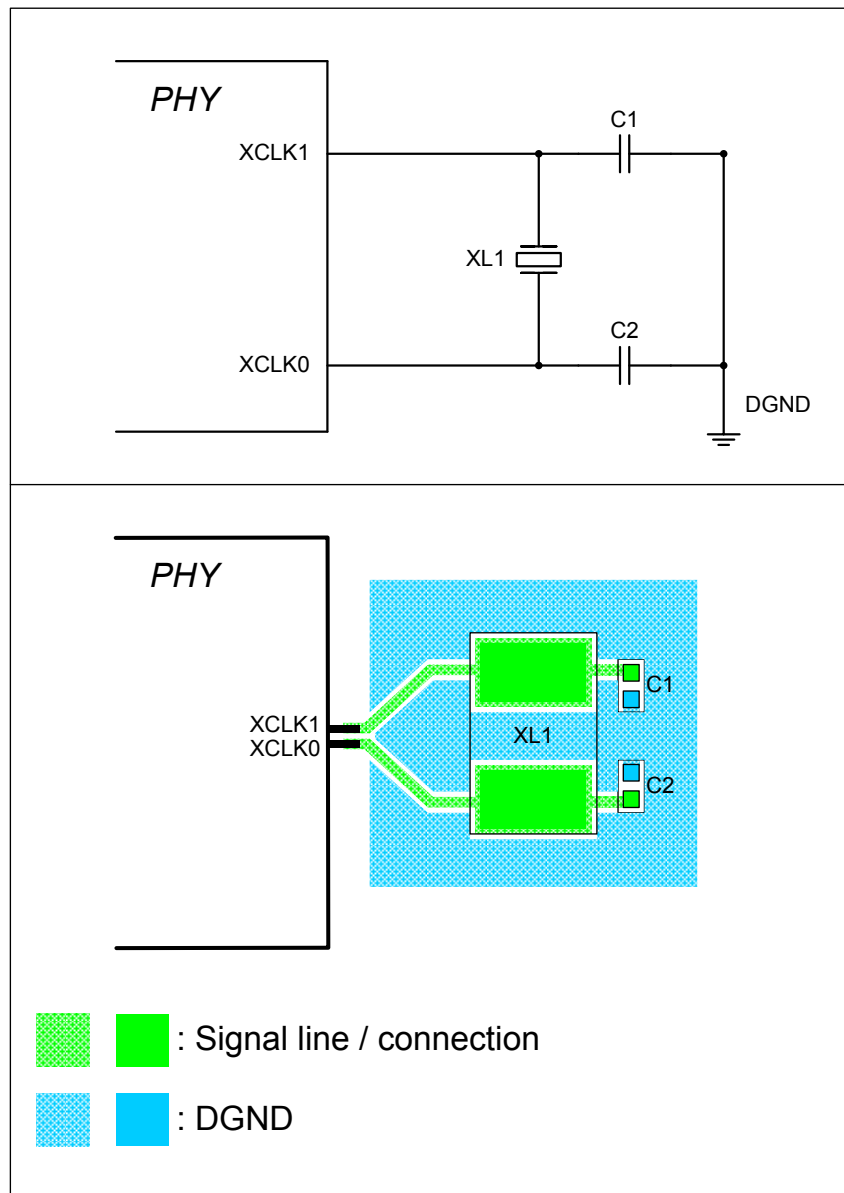 PHY
C1
XCLK1
XL1
C2
XCLK0
DGND
PHY
C1
XCLK1
XL1
XCLK0
C2
: Signal line / connection
: DGND